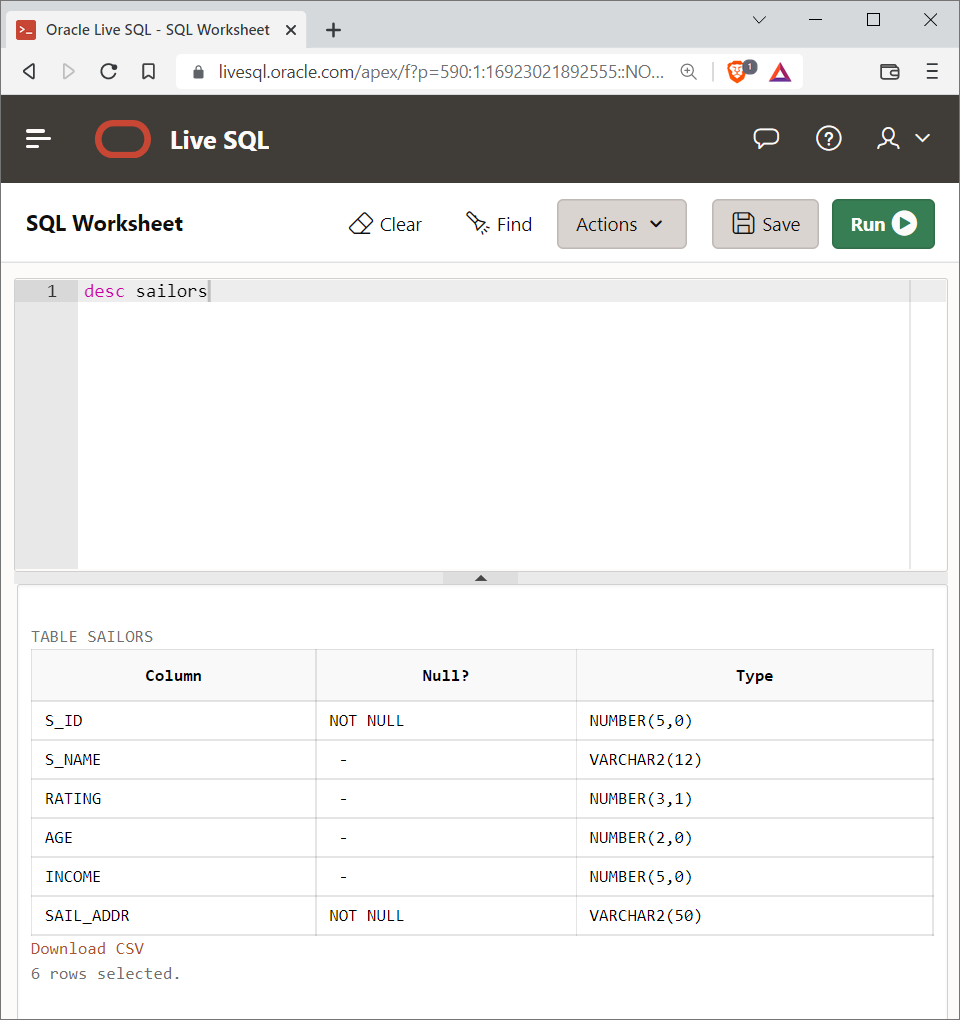 Oracle Live SQL - SQL Worksheet
livesql.oracle.com/apex/f?p=590:1:16923021892555::NO...
1
Live SQL
SQL Worksheet Clear Find Actions Save Run
1 desc sailors
TABLE SAILORS
Column Null? Type
S_ID NOT NULL NUMBER(5,0)
S_NAME - VARCHAR2(12)
RATING - NUMBER(3,1)
AGE - NUMBER(2,0)
INCOME - NUMBER(5,0)
SAIL_ADDR NOT NULL VARCHAR2(50)
Download CSV
6 rows selected.